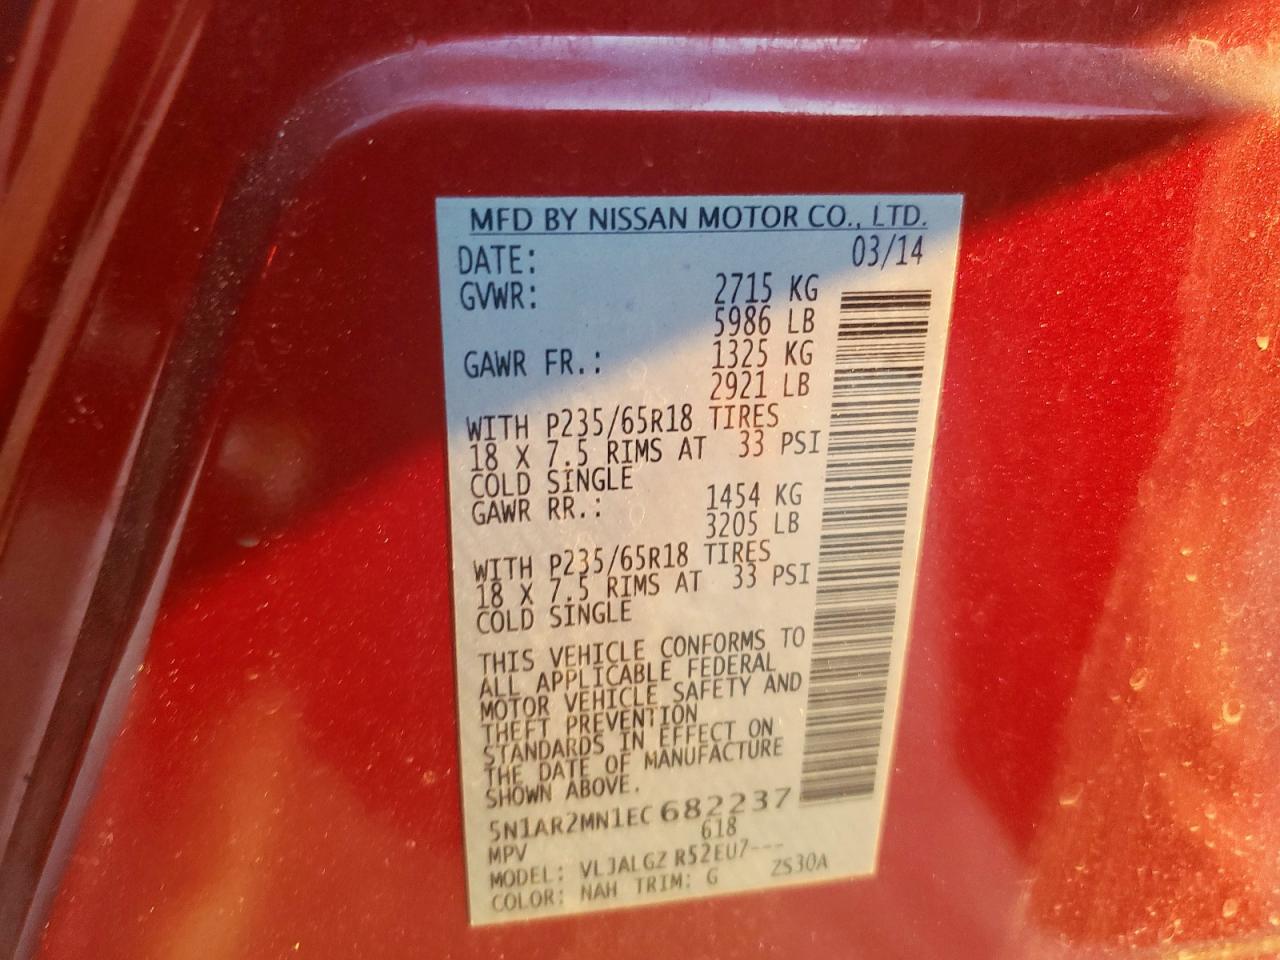 MFD BY NISSAN MOTOR CO., LTD.
DATE: 03/14
GVWR: 2715 KG
5986 LB
GAWR FR.: 1325 KG
2921 LB
WITH P235/65R18 TIRES
18 X 7.5 RIMS AT 33 PSI
COLD SINGLE
GAWR RR.: 1454 KG
3205 LB
WITH P235/65R18 TIRES
18 X 7.5 RIMS AT 33 PSI
COLD SINGLE
THIS VEHICLE CONFORMS TO
ALL APPLICABLE FEDERAL
MOTOR VEHICLE SAFETY AND
THEFT PREVENTION
STANDARDS IN EFFECT ON
THE DATE OF MANUFACTURE
SHOWN ABOVE.
5N1AR2MN1EC682237
MPV 618
MODEL: VLJALGZ R52EU7---
COLOR: NAH TRIM: G ZS30A